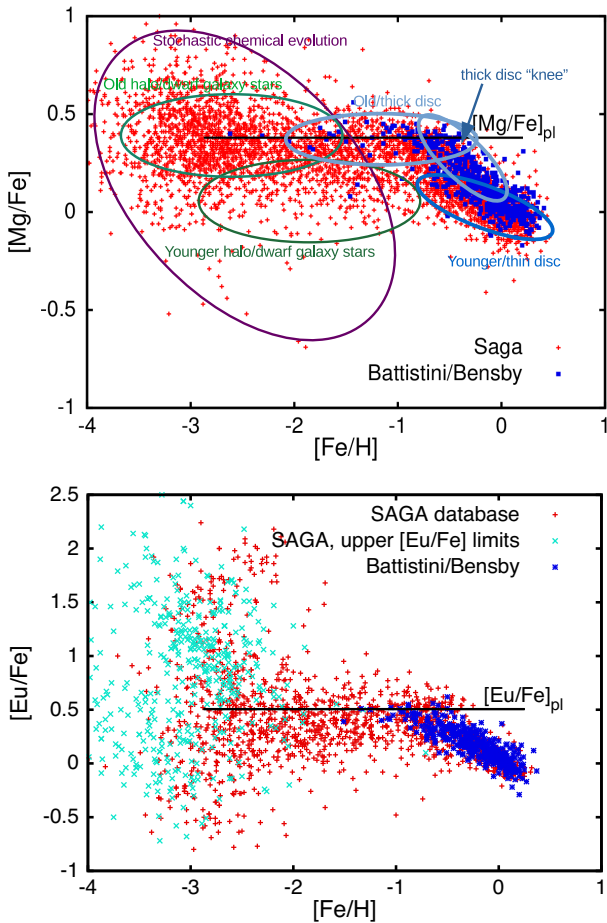 1
Stochastic chemical evolution
Old halo/dwarf galaxy stars
thick disc “knee”
0.5
Old/thick disc
[Mg/Fe]pl
[Mg/Fe]
0
Younger halo/dwarf galaxy stars
Younger/thin disc
-0.5
Saga
Battistini/Bensby
-1
-4 -3 -2 -1 0 1
[Fe/H]
2.5
SAGA database
2
SAGA, upper [Eu/Fe] limits
Battistini/Bensby
1.5
1
[Eu/Fe]
[Eu/Fe]pl
0.5
0
-0.5
-1
-4 -3 -2 -1 0 1
[Fe/H]